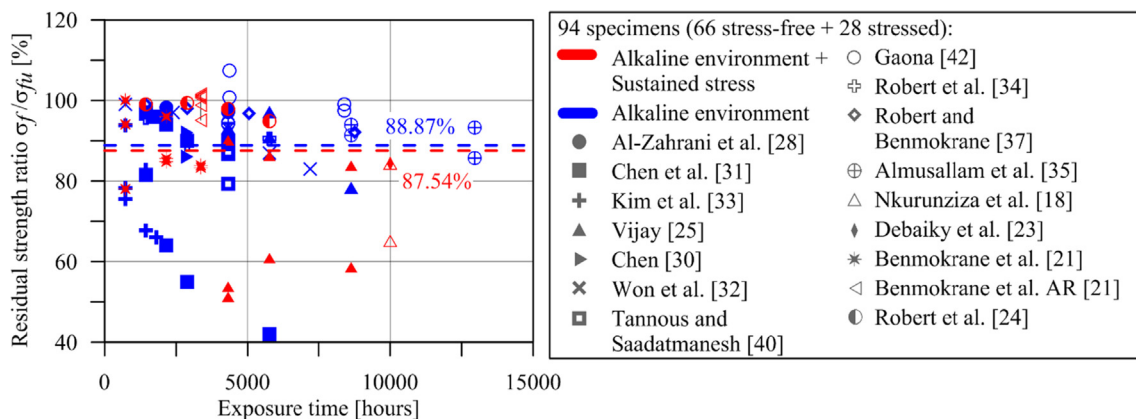 120
100
80
60
40
Residual strength ratio σf/σfu [%]
88.87%
87.54%
0
5000
10000
15000
Exposure time [hours]
94 specimens (66 stress-free + 28 stressed):
Alkaline environment +
Sustained stress
Alkaline environment
Al-Zahrani et al. [28]
Chen et al. [31]
Kim et al. [33]
Vijay [25]
Chen [30]
Won et al. [32]
Tannous and
Saadatmanesh [40]
Gaona [42]
Robert et al. [34]
Robert and
Benmokrane
[37]
Almusallam et al. [35]
Nkurunziza et al. [18]
Debaiky et al. [23]
Benmokrane et al. [21]
Benmokrane et al. AR [21]
Robert et al. [24]